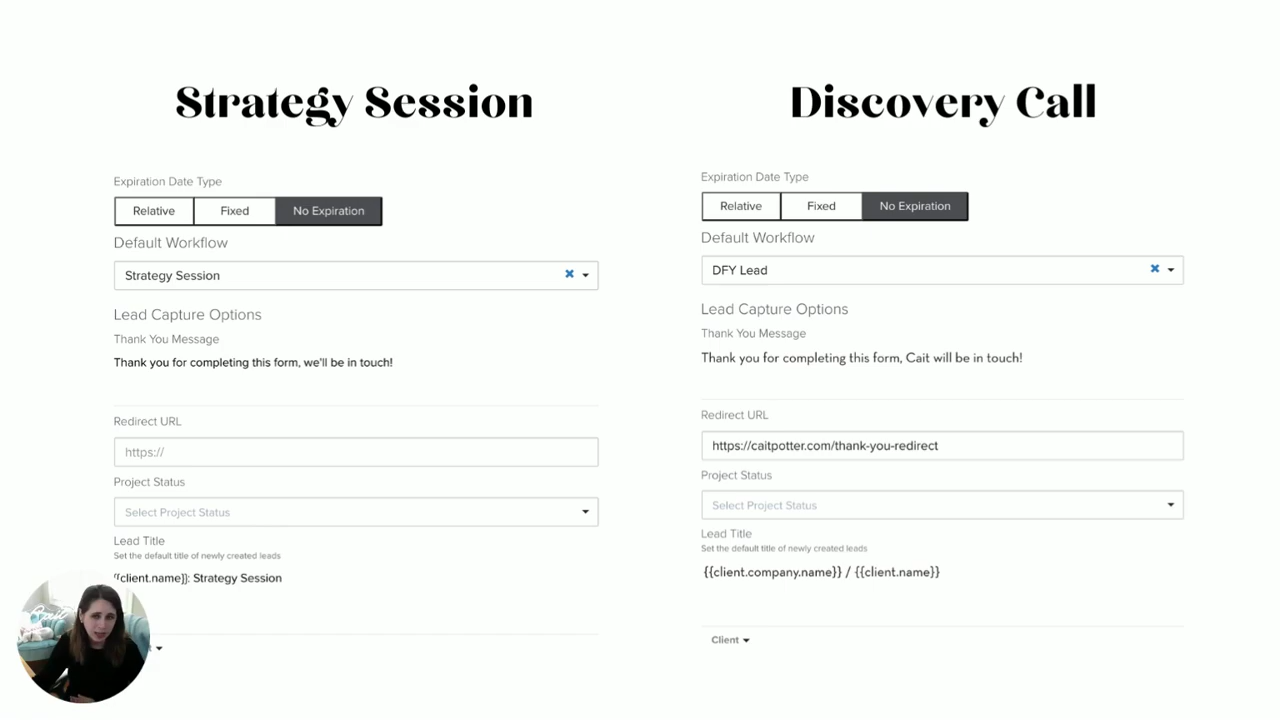 Strategy Session
Expiration Date Type
Relative Fixed No Expiration
Default Workflow
Strategy Session
Lead Capture Options
Thank You Message
Thank you for completing this form, we'll be in touch!
Redirect URL
https://
Project Status
Select Project Status
Lead Title
Set the default title of newly created leads
{{client.name}}: Strategy Session
Discovery Call
Expiration Date Type
Relative Fixed No Expiration
Default Workflow
DFY Lead
Lead Capture Options
Thank You Message
Thank you for completing this form, Cait will be in touch!
Redirect URL
https://caitpotter.com/thank-you-redirect
Project Status
Select Project Status
Lead Title
Set the default title of newly created leads
{{client.company.name}} / {{client.name}}
Client